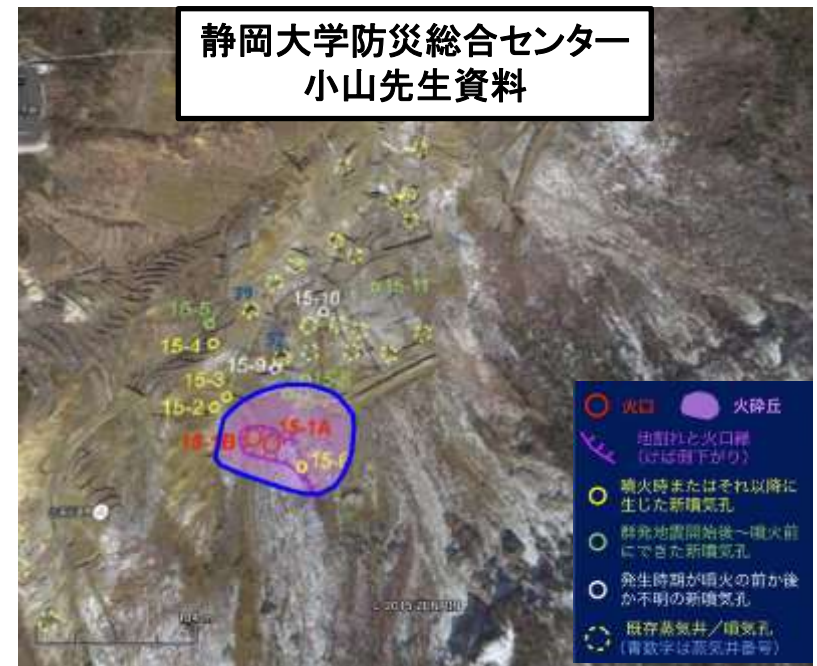 静岡大学防災総合センター
小山先生資料
15-11
15-10
39
15-5
15-4
15-9
15-3
15-2
15-1A
15-1B
15-6
火口
火砕丘
地割れと火口縁
(けば側下がり)
噴火時またはそれ以降に
生じた新噴気孔
群発地震開始後〜噴火前
にできた新噴気孔
発生時期が噴火の前か後
か不明の新噴気孔
既存蒸気井／噴気孔
(青数字は蒸気井番号)